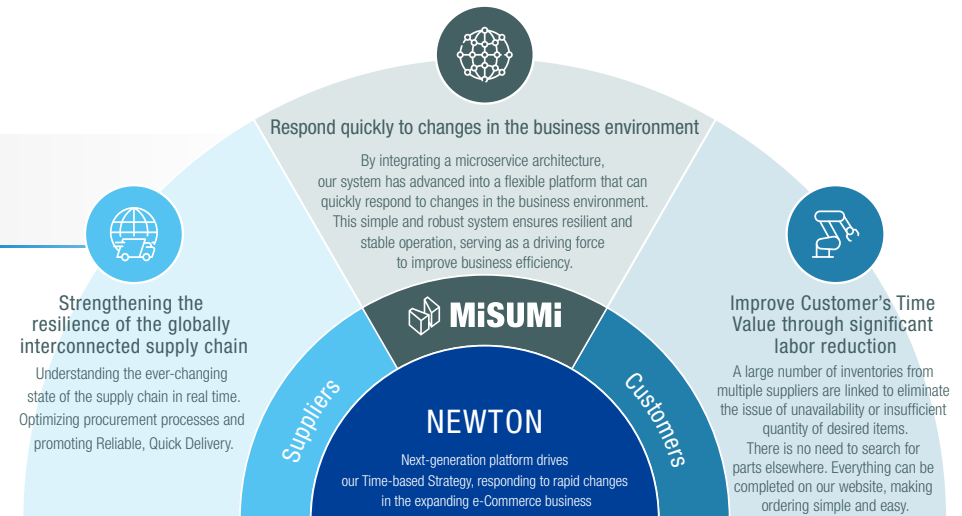 Respond quickly to changes in the business environment
By integrating a microservice architecture,
our system has advanced into a flexible platform that can
quickly respond to changes in the business environment.
This simple and robust system ensures resilient and
stable operation, serving as a driving force
to improve business efficiency.
Strengthening the
resilience of the globally
interconnected supply chain
Understanding the ever-changing
state of the supply chain in real time.
Optimizing procurement processes and
promoting Reliable, Quick Delivery.
MiSUMi
Suppliers
Customers
NEWTON
Next-generation platform drives
our Time-based Strategy, responding to rapid changes
in the expanding e-Commerce business
Improve Customer's Time
Value through significant
labor reduction
A large number of inventories from
multiple suppliers are linked to eliminate
the issue of unavailability or insufficient
quantity of desired items.
There is no need to search for
parts elsewhere. Everything can be
completed on our website, making
ordering simple and easy.